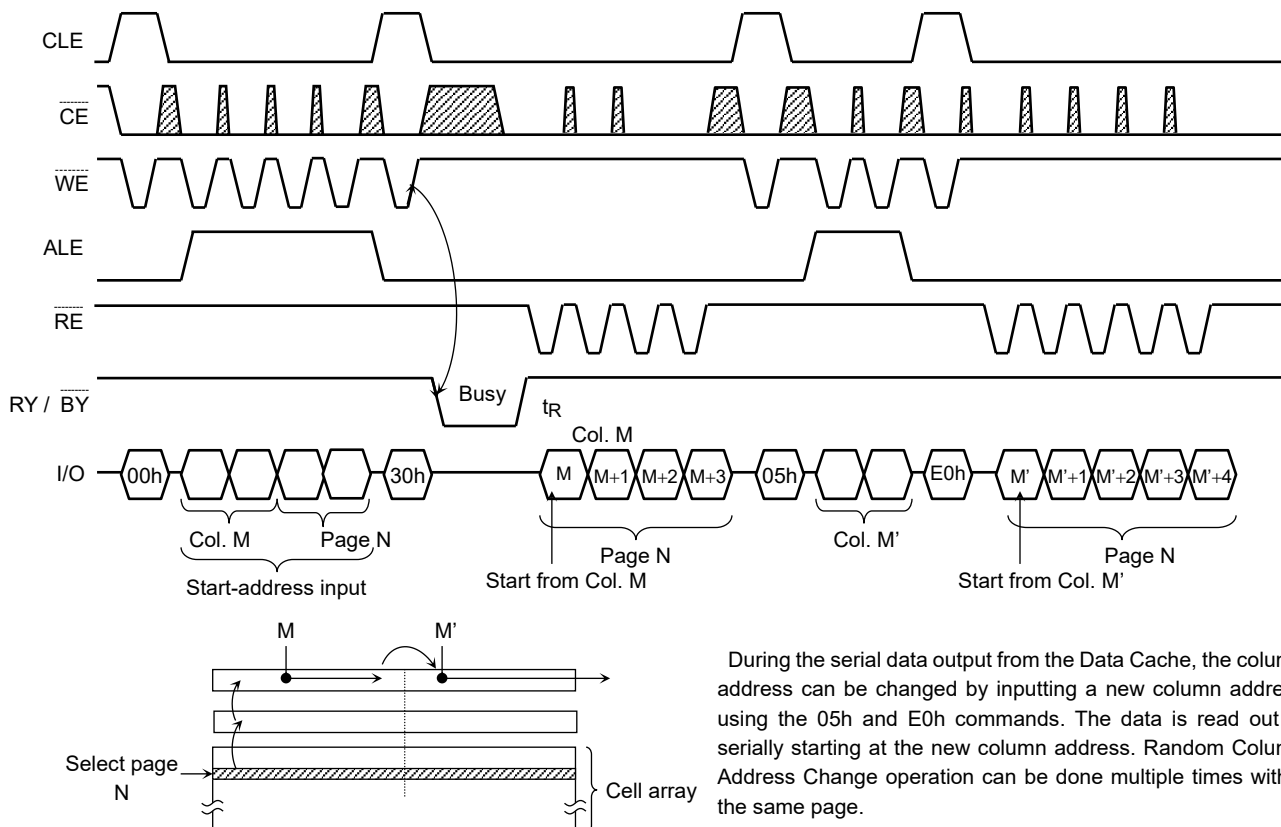 CLE
CE
WE
ALE
RE
RY / BY
Busy
tR
Col. M
I/O
00h
30h
M
M+1
M+2
M+3
05h
E0h
M'
M'+1
M'+2
M'+3
M'+4
Col. M
Page N
Start-address input
Page N
Start from Col. M
Col. M’
Page N
Start from Col. M’
M
M’
Select page
N
Cell array
During the serial data output from the Data Cache, the colum
address can be changed by inputting a new column addre
using the 05h and E0h commands. The data is read out
serially starting at the new column address. Random Colum
Address Change operation can be done multiple times with
the same page.